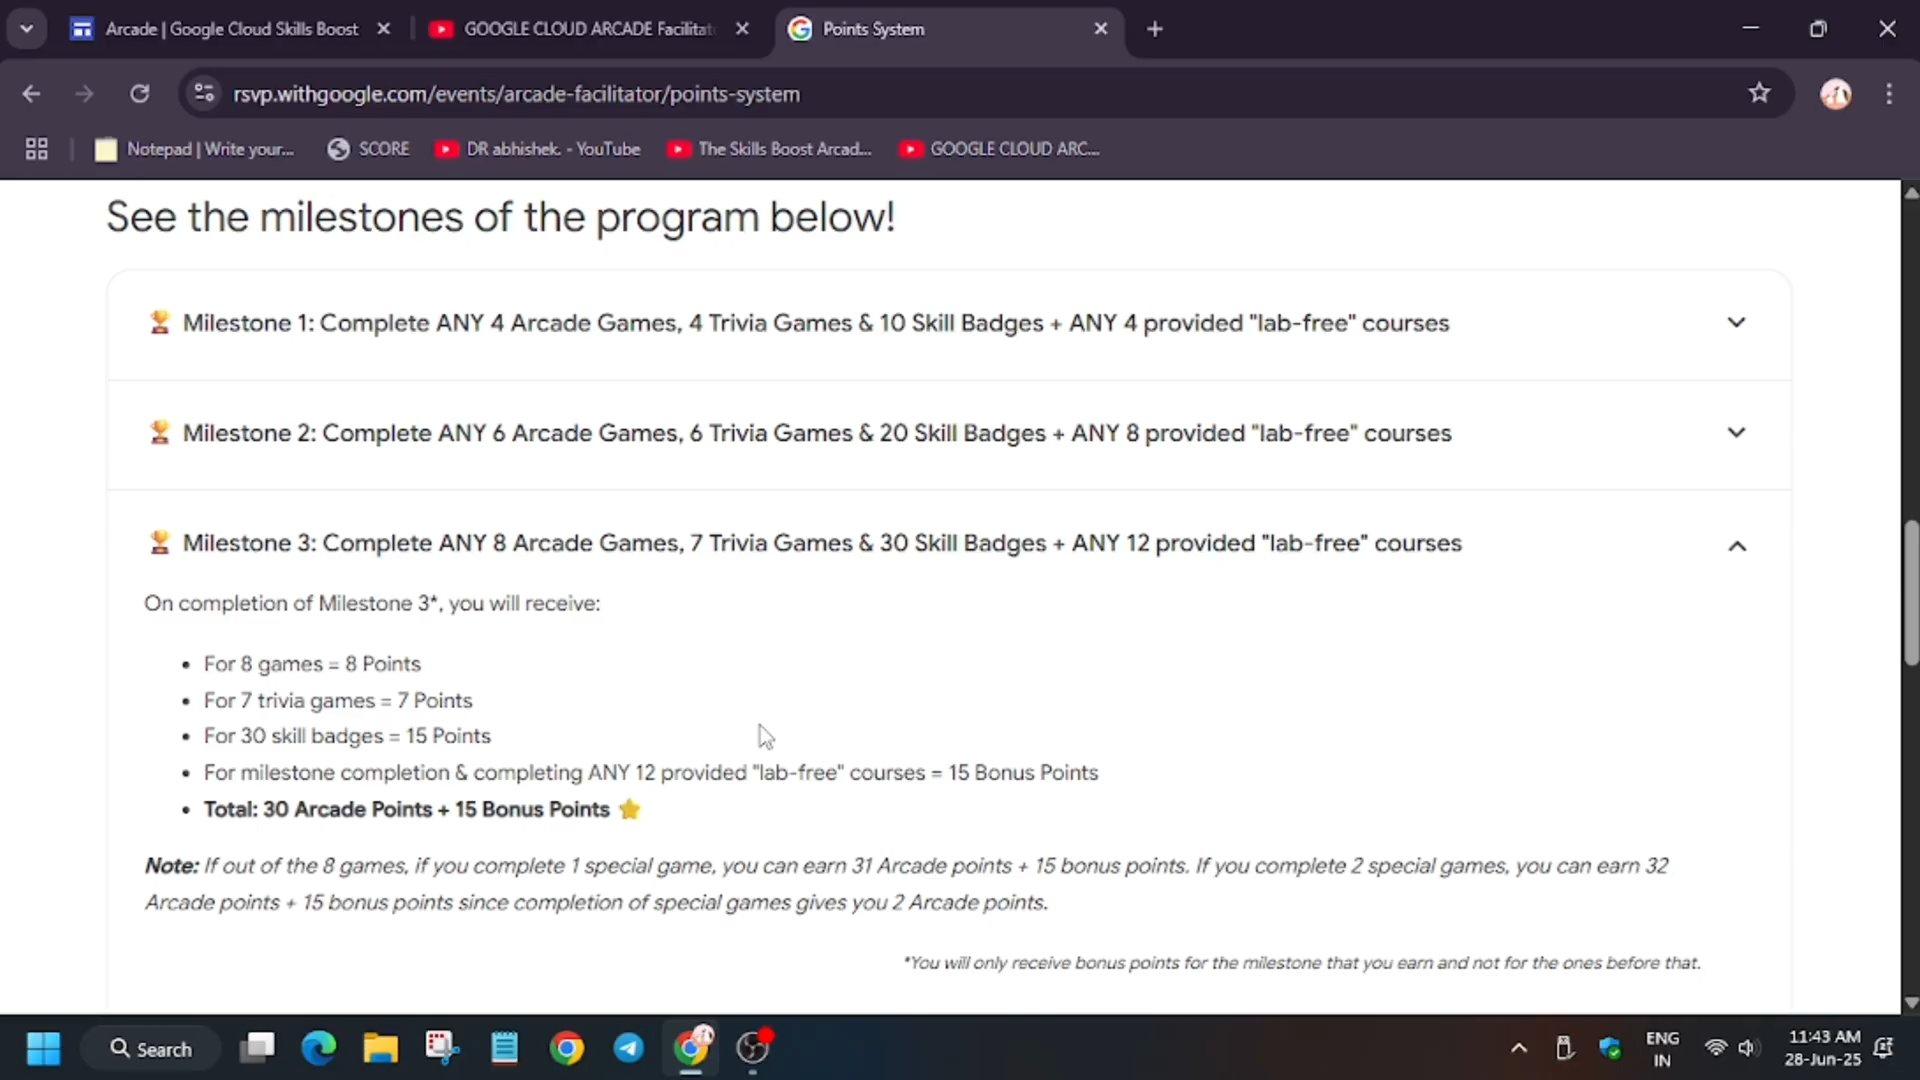 Arcade | Google Cloud Skills Boost
GOOGLE CLOUD ARCADE Facilitat
Points System
rsvp.withgoogle.com/events/arcade-facilitator/points-system
Notepad | Write your...
SCORE
DR abhishek. - YouTube
The Skills Boost Arcad...
GOOGLE CLOUD ARC...
See the milestones of the program below!
Milestone 1: Complete ANY 4 Arcade Games, 4 Trivia Games & 10 Skill Badges + ANY 4 provided "lab-free" courses
Milestone 2: Complete ANY 6 Arcade Games, 6 Trivia Games & 20 Skill Badges + ANY 8 provided "lab-free" courses
Milestone 3: Complete ANY 8 Arcade Games, 7 Trivia Games & 30 Skill Badges + ANY 12 provided "lab-free" courses
On completion of Milestone 3*, you will receive:
• For 8 games = 8 Points
• For 7 trivia games = 7 Points
• For 30 skill badges = 15 Points
• For milestone completion & completing ANY 12 provided "lab-free" courses = 15 Bonus Points
• Total: 30 Arcade Points + 15 Bonus Points ⭐
Note: If out of the 8 games, if you complete 1 special game, you can earn 31 Arcade points + 15 bonus points. If you complete 2 special games, you can earn 32
Arcade points + 15 bonus points since completion of special games gives you 2 Arcade points.
*You will only receive bonus points for the milestone that you earn and not for the ones before that.
Search
ENG
IN
11:43 AM
28-Jun-25